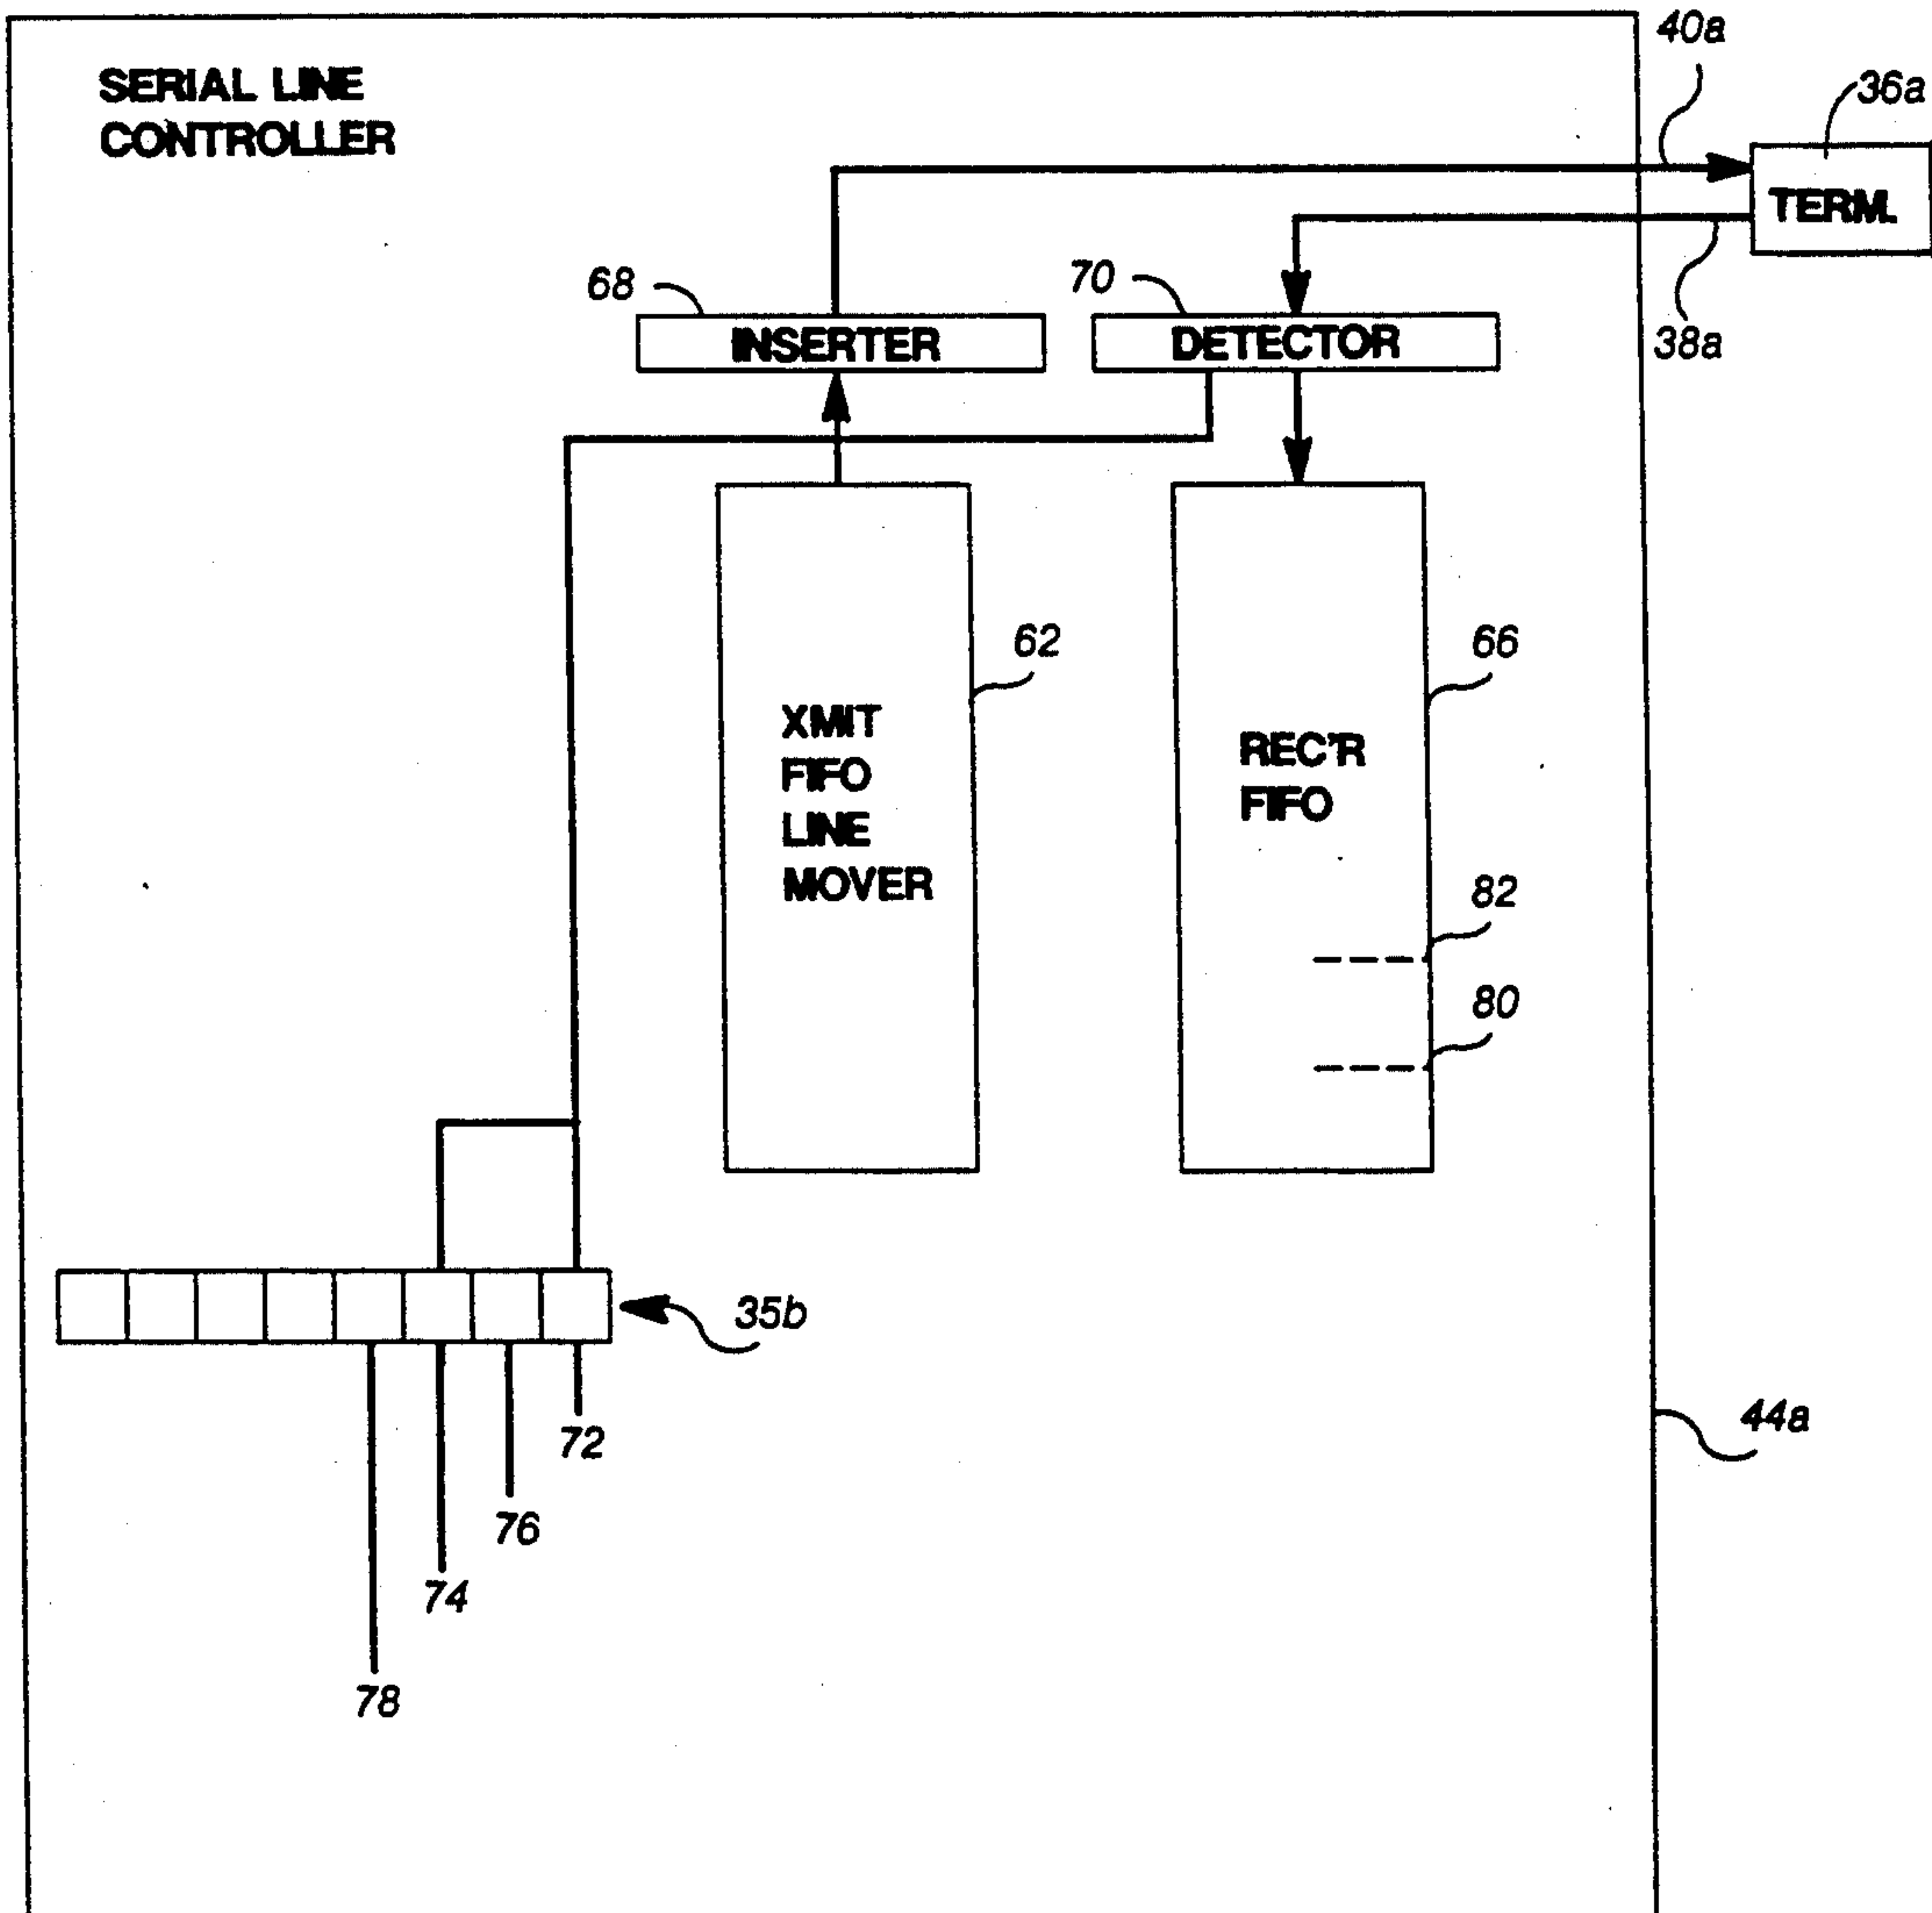 SERIAL LINE
CONTROLLER
40a
36a
TERM.
38a
68
INSERTER
70
DETECTOR
62
XMIT
FIFO
LINE
MOVER
66
REC'R
FIFO
82
80
35b
72
76
74
78
44a